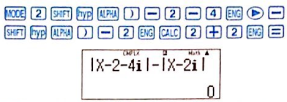 MODE 2 SHIFT hyp ALPHA ) − 2 − 4 ENG ▶ −
SHIFT hyp ALPHA ) − 2 ENG CALC 2 + 2 ENG =
CMPLX Math ▲
|X-2-4i|-|X-2i|
0